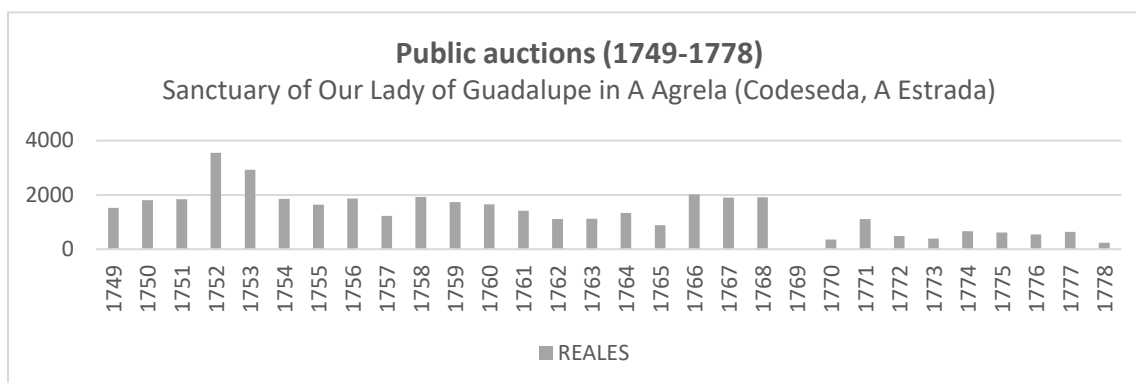 Public auctions (1749-1778)
Sanctuary of Our Lady of Guadalupe in A Agrela (Codeseda, A Estrada)
4000
2000
0
1749 1750 1751 1752 1753 1754 1755 1756 1757 1758 1759 1760 1761 1762 1763 1764 1765 1766 1767 1768 1769 1770 1771 1772 1773 1774 1775 1776 1777 1778
REALES